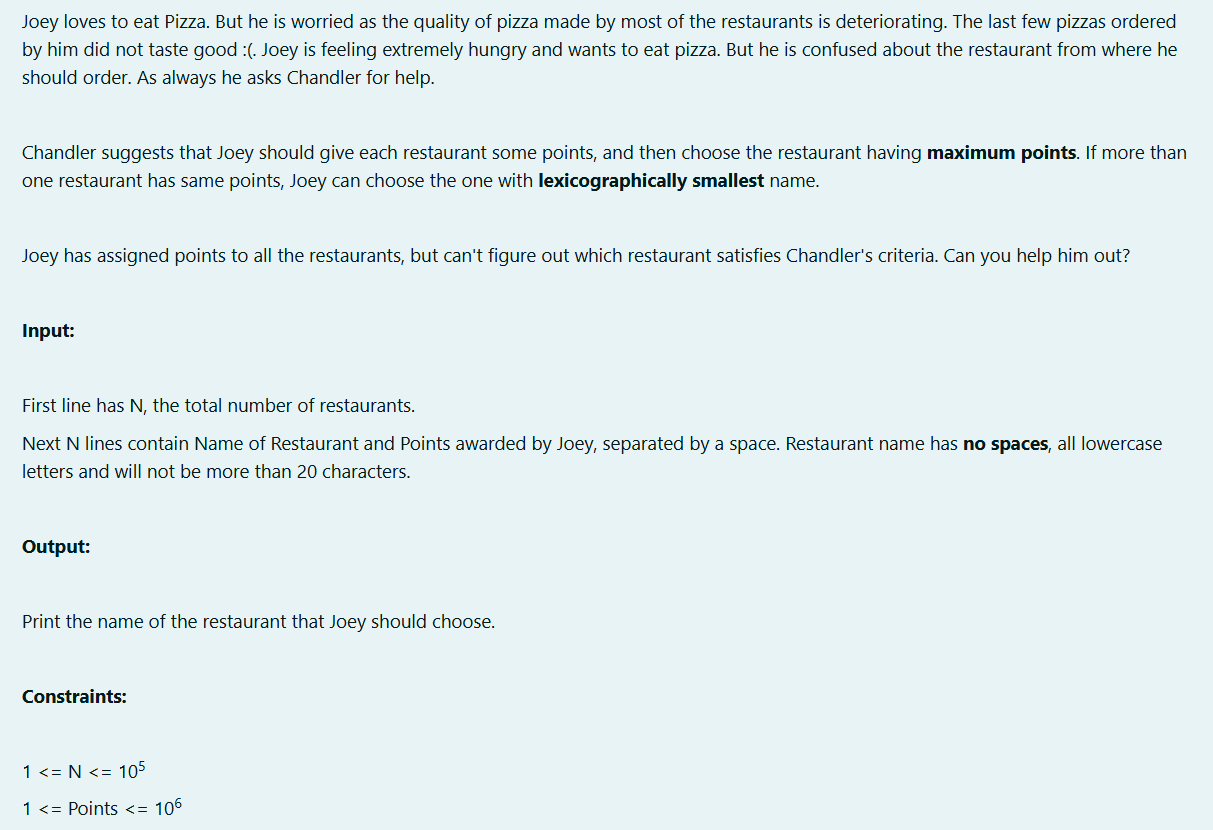 Joey loves to eat Pizza. But he is worried as the quality of pizza made by most of the restaurants is deteriorating. The last few pizzas ordered
by him did not taste good :(. Joey is feeling extremely hungry and wants to eat pizza. But he is confused about the restaurant from where he
should order. As always he asks Chandler for help.
Chandler suggests that Joey should give each restaurant some points, and then choose the restaurant having maximum points. If more than
one restaurant has same points, Joey can choose the one with lexicographically smallest name.
Joey has assigned points to all the restaurants, but can't figure out which restaurant satisfies Chandler's criteria. Can you help him out?
Input:
First line has N, the total number of restaurants.
Next N lines contain Name of Restaurant and Points awarded by Joey, separated by a space. Restaurant name has no spaces, all lowercase
letters and will not be more than 20 characters.
Output:
Print the name of the restaurant that Joey should choose.
Constraints:
1 <= N <= 10⁵
1 <= Points <= 10⁶